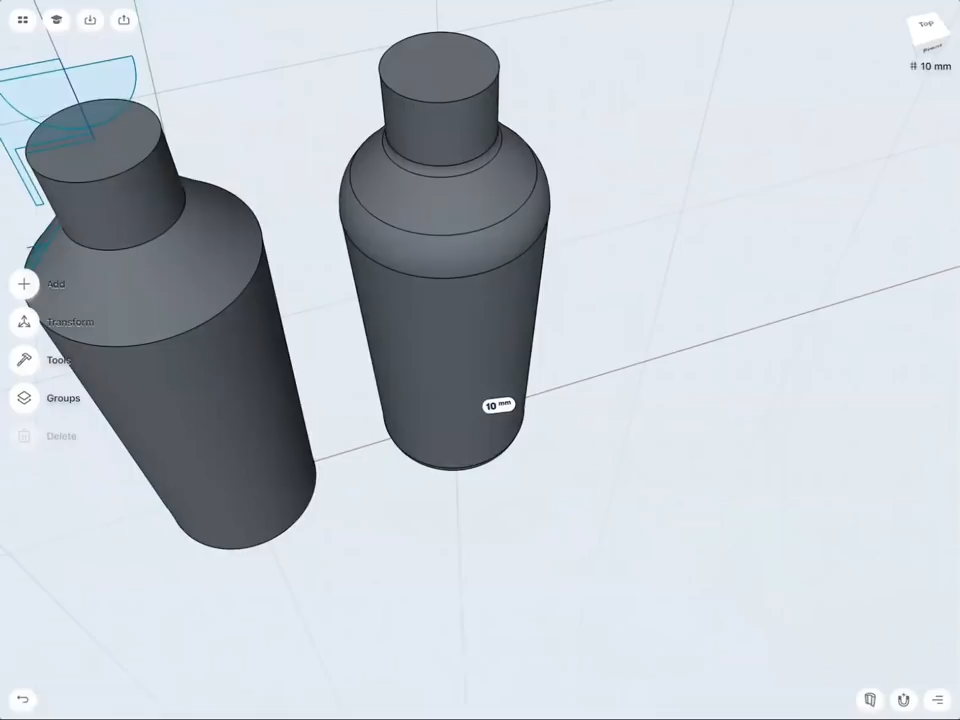 Top
# 10 mm
Add
Transform
Tools
10 mm
Groups
Delete